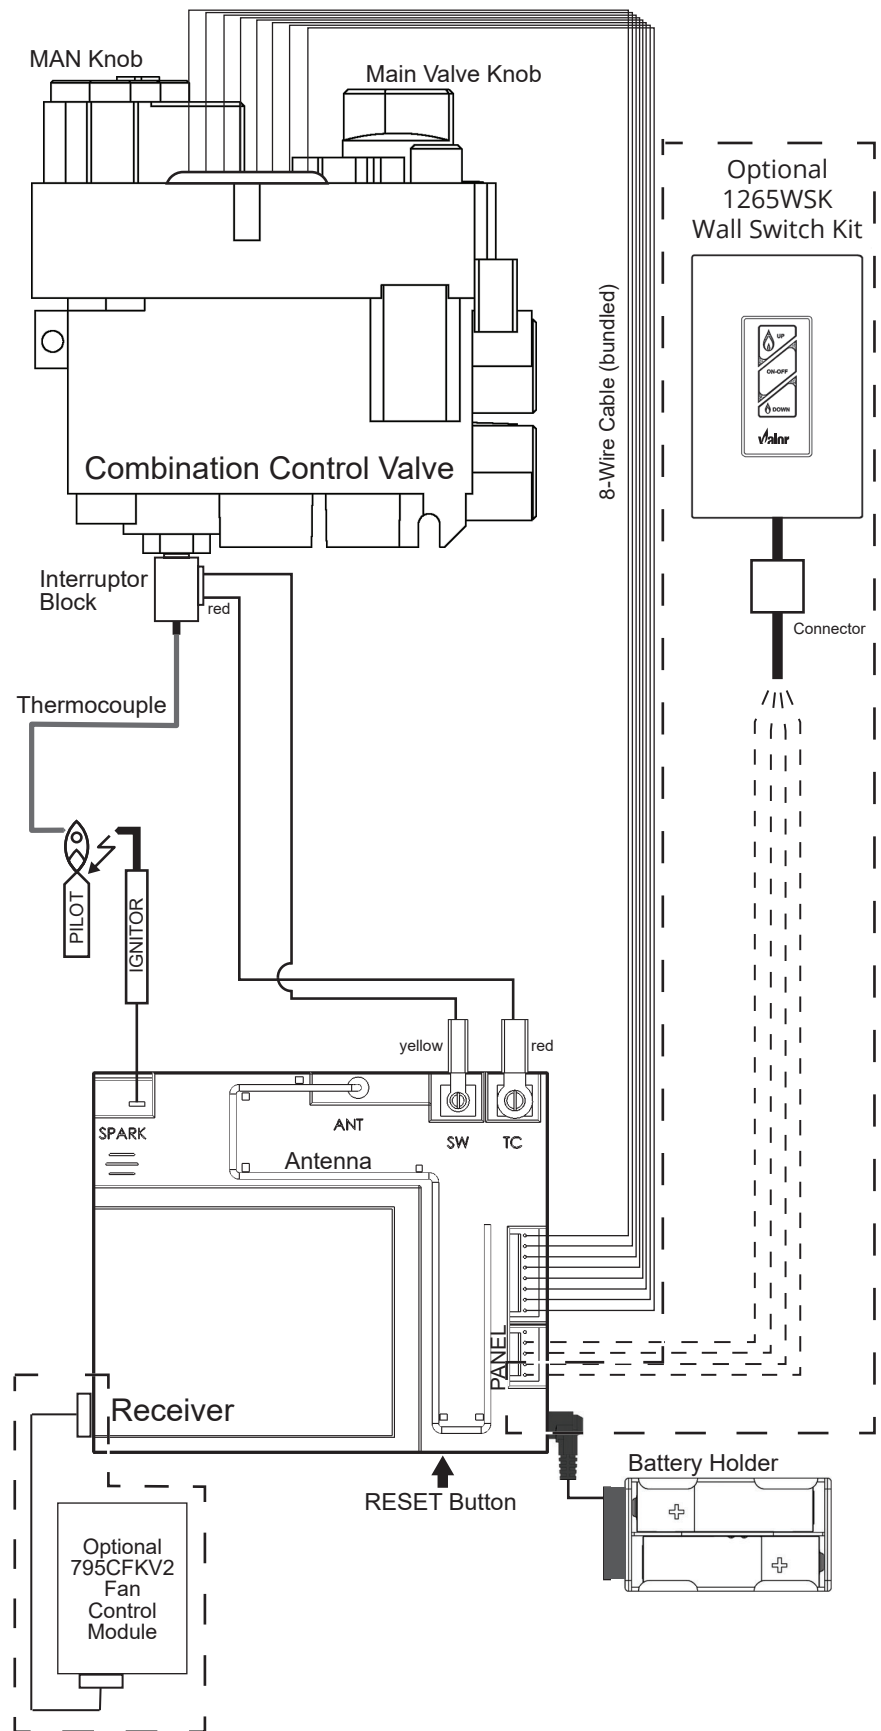 MAN Knob
Main Valve Knob
Optional
1265WSK
Wall Switch Kit
8-Wire Cable (bundled)
UP
ON-OFF
DOWN
Valor
Combination Control Valve
Interruptor
Block
red
Connector
Thermocouple
PILOT
IGNITOR
yellow
red
SPARK
ANT
SW
TC
Antenna
PANEL
Receiver
RESET Button
Battery Holder
+
+
Optional
795CFKV2
Fan
Control
Module